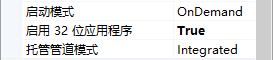 启动模式 OnDemand
启用 32 位应用程序 True
托管管道模式 Integrated